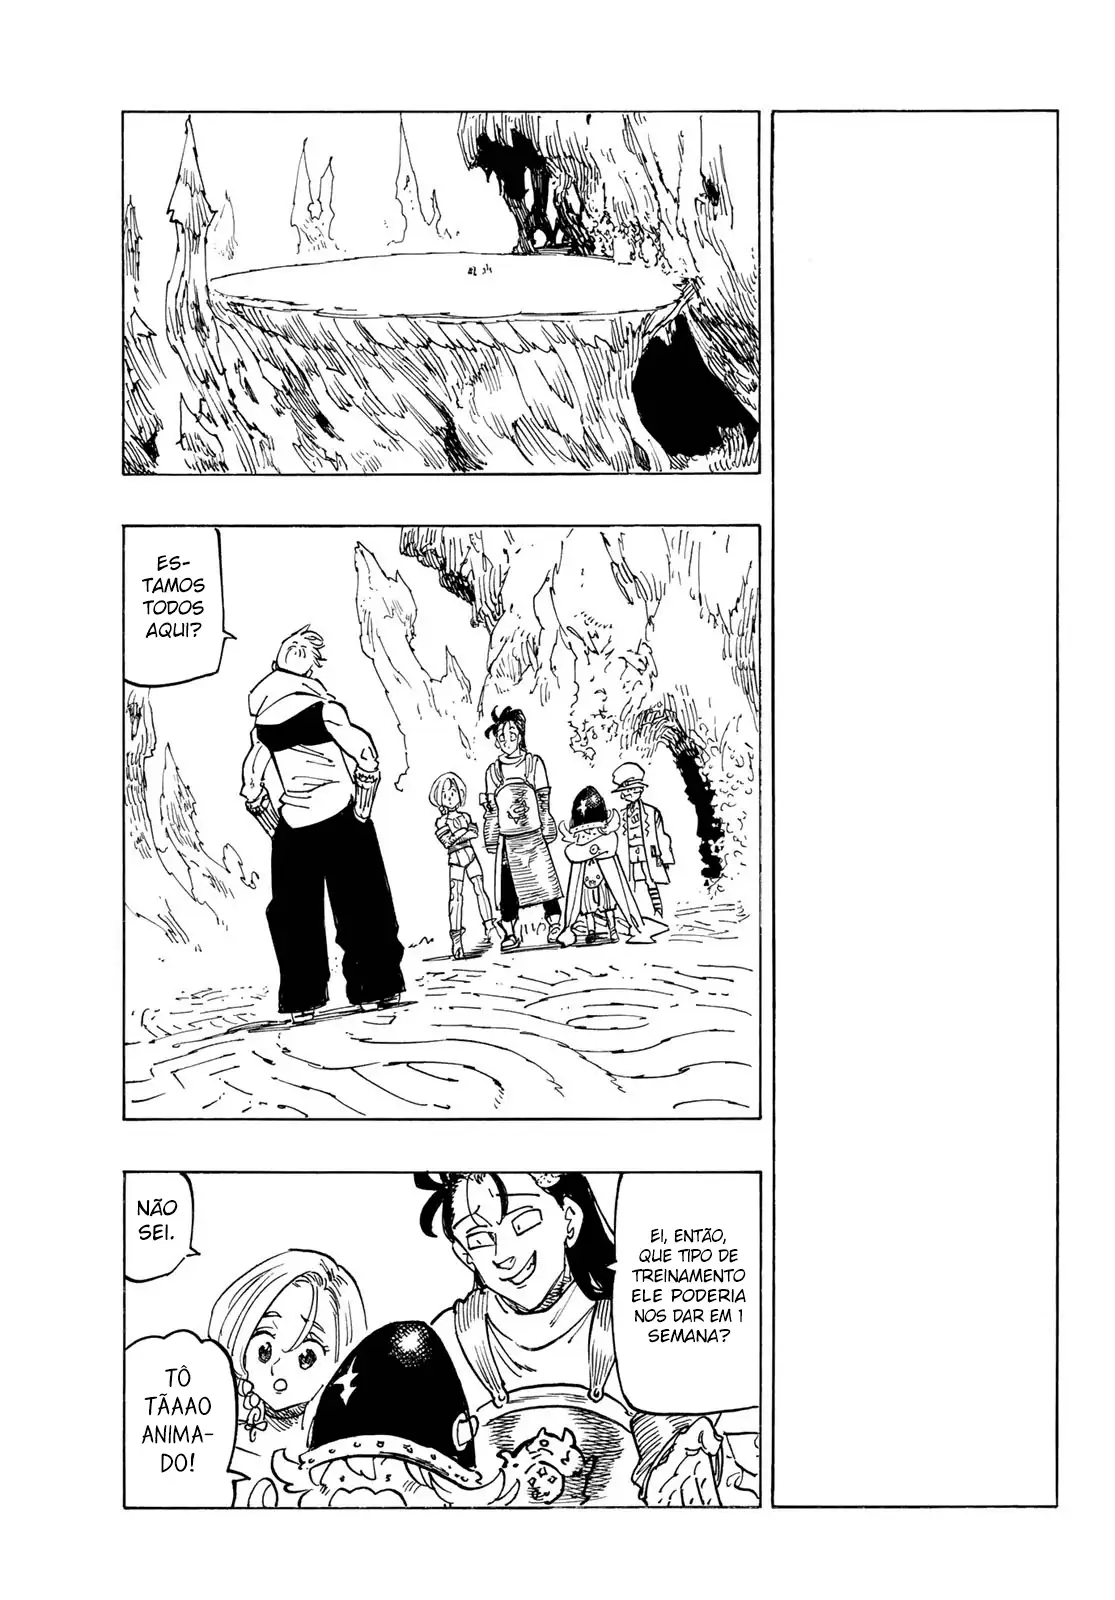 ES-
TAMOS
TODOS
AQUI?
EI, ENTÃO,
QUE TIPO DE
TREINAMENTO
ELE PODERIA
NOS DAR EM 1
SEMANA?
NÃO
SEI.
TÔ
TÃAAO
ANIMA-
DO!